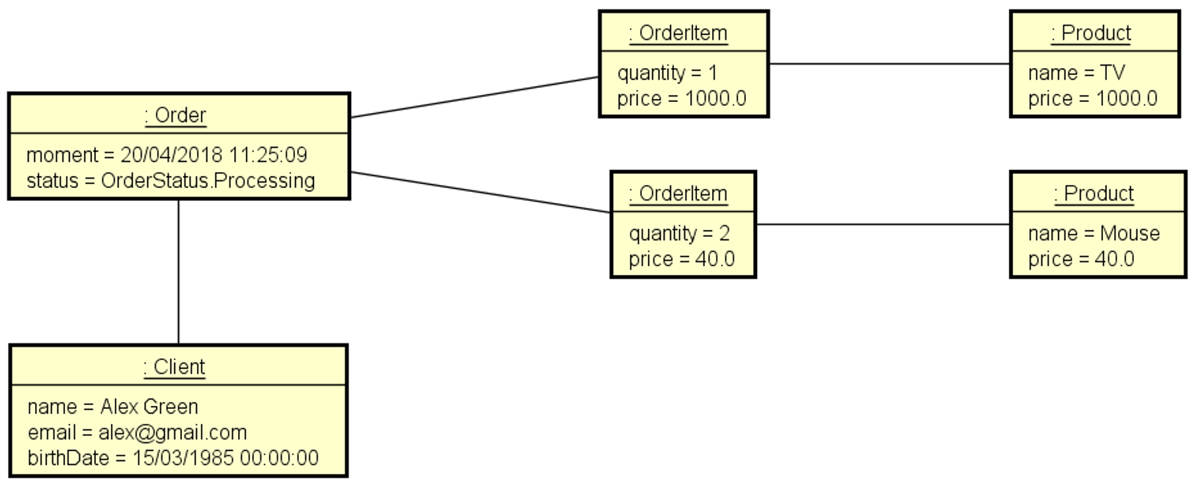 : Order
moment = 20/04/2018 11:25:09
status = OrderStatus.Processing
: OrderItem
quantity = 1
price = 1000.0
: Product
name = TV
price = 1000.0
: OrderItem
quantity = 2
price = 40.0
: Product
name = Mouse
price = 40.0
: Client
name = Alex Green
email = alex@gmail.com
birthDate = 15/03/1985 00:00:00